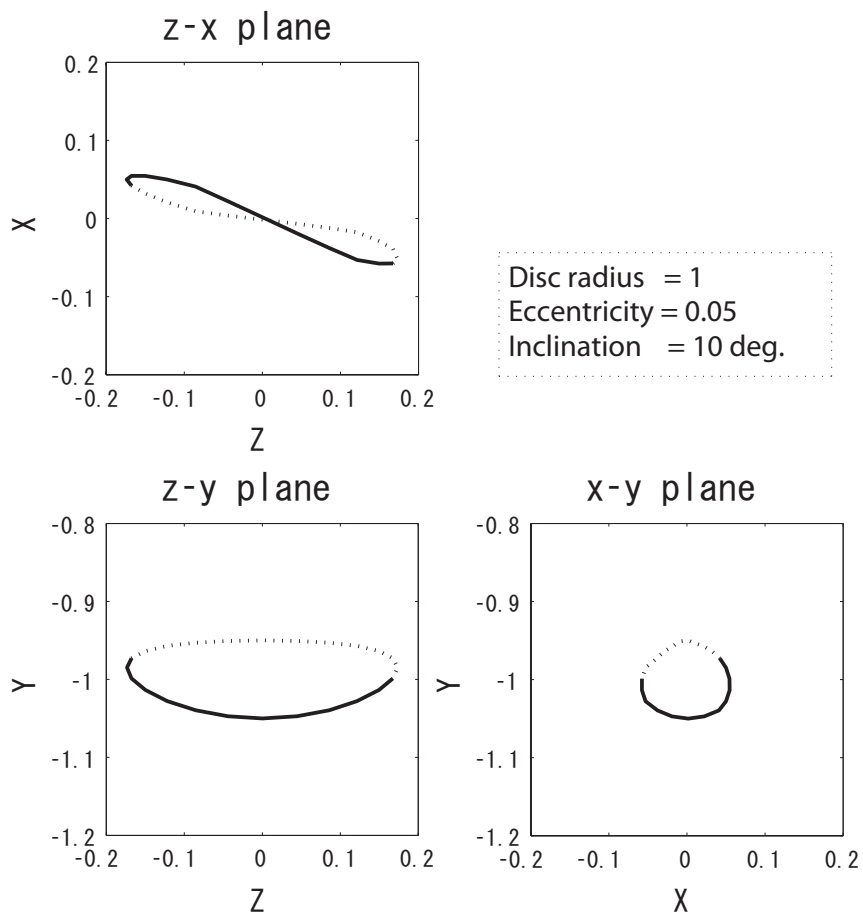 z-x plane
0.2
0.1
0
-0.1
-0.2
X
-0.2
-0.1
0
0.1
0.2
Z
Disc radius = 1
Eccentricity = 0.05
Inclination = 10 deg.
z-y plane
-0.8
-0.9
-1
-1.1
-1.2
Y
-0.2
-0.1
0
0.1
0.2
Z
x-y plane
-0.8
-0.9
-1
-1.1
-1.2
Y
-0.2
-0.1
0
0.1
0.2
X